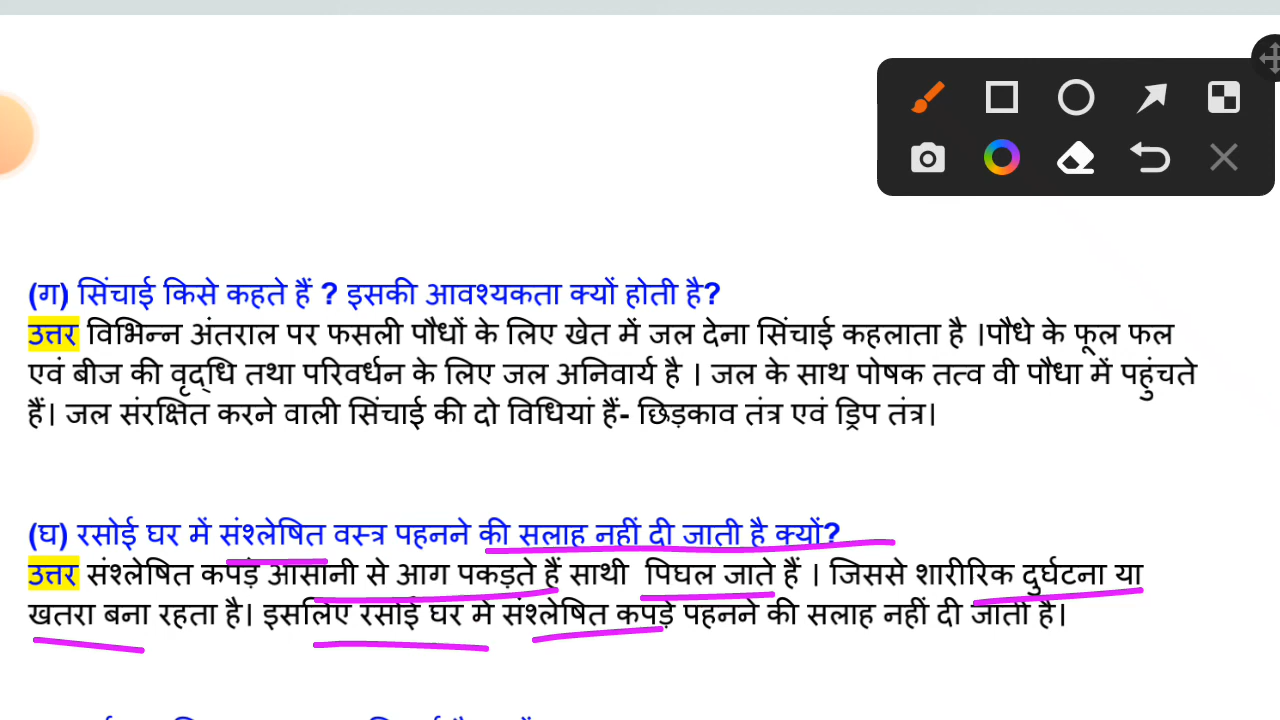 (ग) सिंचाई किसे कहते हैं ? इसकी आवश्यकता क्यों होती है?
उत्तर विभिन्न अंतराल पर फसली पौधों के लिए खेत में जल देना सिंचाई कहलाता है ।पौधे के फूल फल
एवं बीज की वृद्धि तथा परिवर्धन के लिए जल अनिवार्य है । जल के साथ पोषक तत्व वी पौधा में पहुंचते
हैं। जल संरक्षित करने वाली सिंचाई की दो विधियां हैं- छिड़काव तंत्र एवं ड्रिप तंत्र।
(घ) रसोई घर में संश्लेषित वस्त्र पहनने की सलाह नहीं दी जाती है क्यों?
उत्तर संश्लेषित कपड़े आसानी से आग पकड़ते हैं साथी पिघल जाते हैं । जिससे शारीरिक दुर्घटना या
खतरा बना रहता है। इसलिए रसोई घर में संश्लेषित कपड़े पहनने की सलाह नहीं दी जाती है।